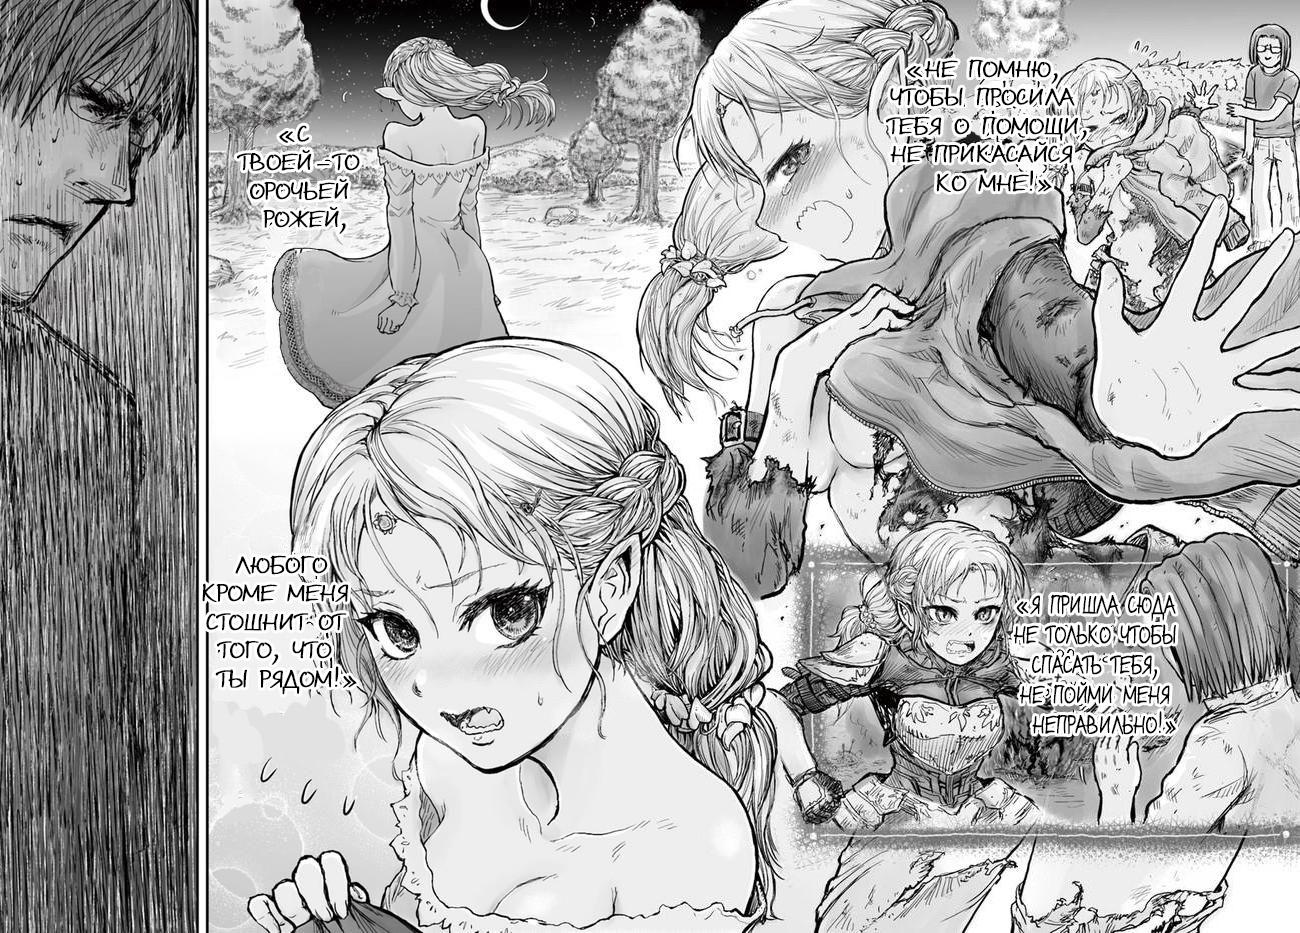 «НЕ ПОМНЮ,
ЧТОБЫ ПРОСИЛА
ТЕБЯ О ПОМОЩИ,
НЕ ПРИКАСАЙСЯ
КО МНЕ!»
«Я ПРИШЛА СЮДА
НЕ ТОЛЬКО ЧТОБЫ
СПАСАТЬ ТЕБЯ,
НЕ ПОЙМИ МЕНЯ
НЕПРАВИЛЬНО!»
«С
ТВОЕЙ-ТО
ОРОЧЬЕЙ
РОЖЕЙ,
ЛЮБОГО
КРОМЕ МЕНЯ
СТОШНИТ ОТ
ТОГО, ЧТО
ТЫ РЯДОМ!»